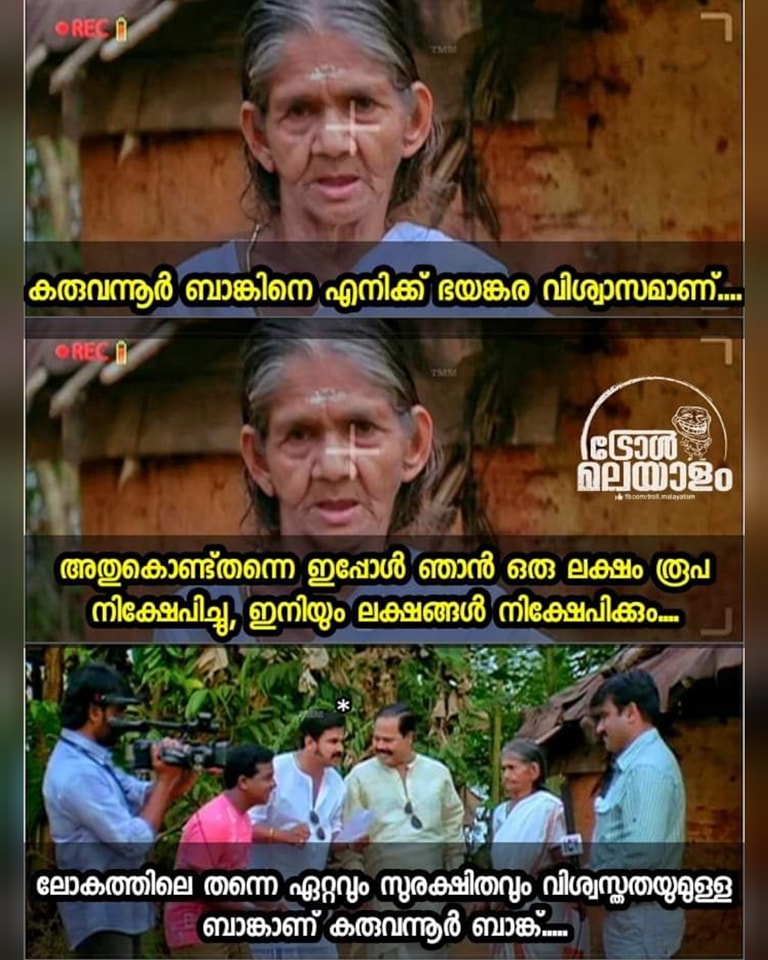 REC
TMM
കരുവന്നൂർ ബാങ്കിനെ എനിക്ക് ഭയങ്കര വിശ്വാസമാണ്....
REC
TMM
ട്രോൾ
മലയാളം
fb.com/troll.malayalam
അതുകൊണ്ട്തന്നെ ഇപ്പോൾ ഞാൻ ഒരു ലക്ഷം രൂപ
നിക്ഷേപിച്ചു, ഇനിയും ലക്ഷങ്ങൾ നിക്ഷേപിക്കും....
*
ലോകത്തിലെ തന്നെ ഏറ്റവും സുരക്ഷിതവും വിശ്വസ്തതയുമുള്ള
ബാങ്കാണ് കരുവന്നൂർ ബാങ്ക്.....